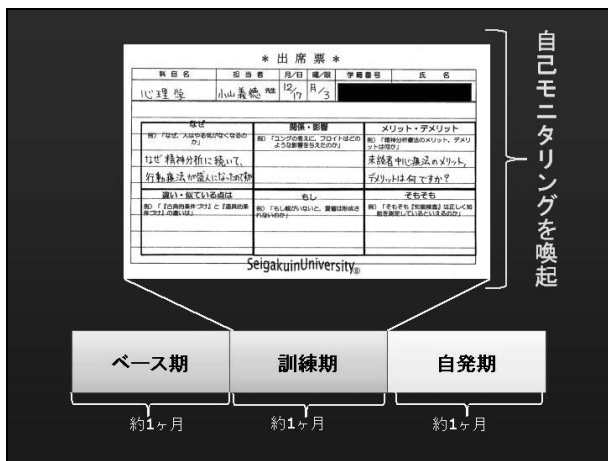 ＊出席票＊
科目名 担当者 月/日 曜/限 学籍番号 氏名
心理学 小山義徳 先生 12/17 月/3
なぜ 関係・影響 メリット・デメリット
例）「なぜ、人はやる気がなくなるのか」
例）「ユングの考えに、フロイトはどのような影響を与えたのか」
例）「精神分析療法のメリット、デメリットは何か」
なぜ精神分析に続いて、
来談者中心療法のメリット,
デメリットは何ですか?
違い・似ている点は もし そもそも
例）「『古典的条件づけ』と『道具的条件づけ』の違いは」
例）「もし親がいないと、愛着は形成されないのか」
例）「そもそも『知能検査』は正しく知能を測定しているといえるのか」
SeigakuinUniversity®
自己モニタリングを喚起
ベース期 訓練期 自発期
約1ヶ月 約1ヶ月 約1ヶ月